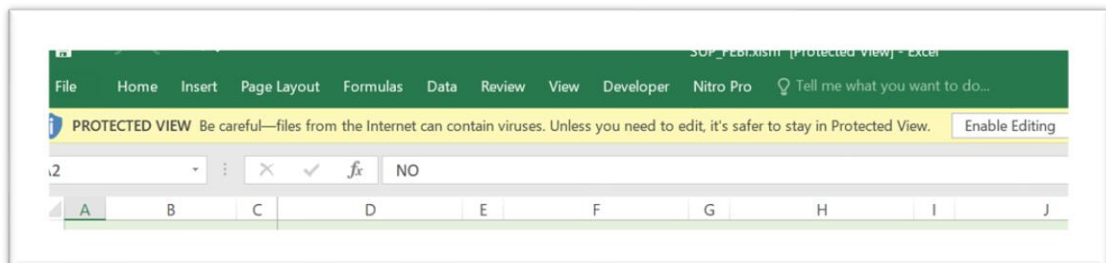 [Protected View] - Excel
File Home Insert Page Layout Formulas Data Review View Developer Nitro Pro Tell me what you want to do...
PROTECTED VIEW Be careful—files from the Internet can contain viruses. Unless you need to edit, it's safer to stay in Protected View. Enable Editing
fx NO
A B C D E F G H I J